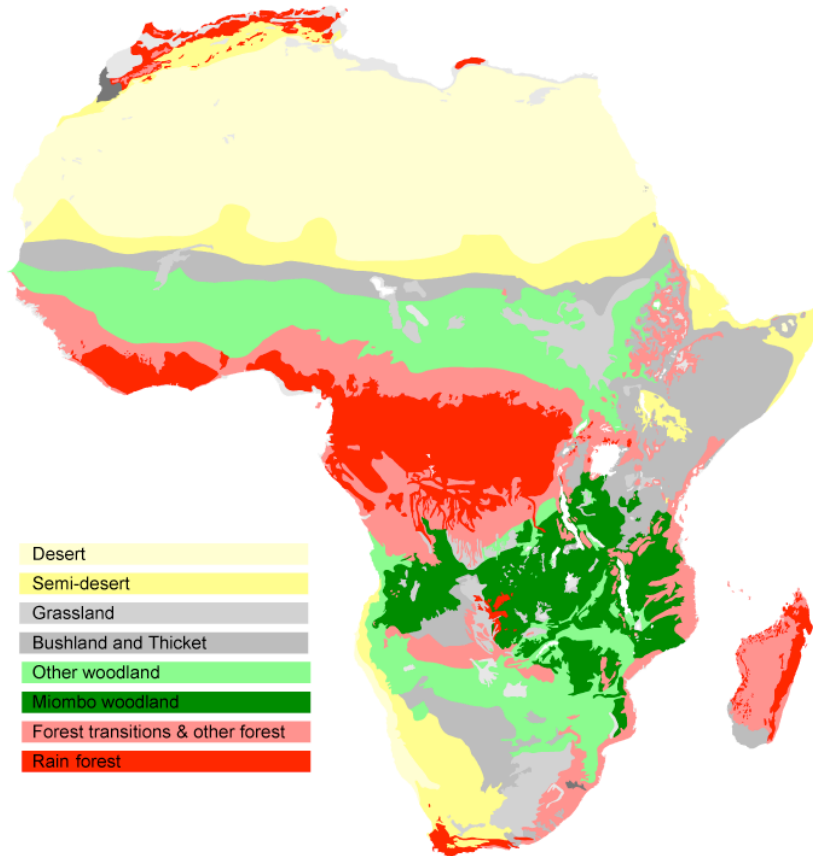 Desert
Semi-desert
Grassland
Bushland and Thicket
Other woodland
Miombo woodland
Forest transitions & other forest
Rain forest